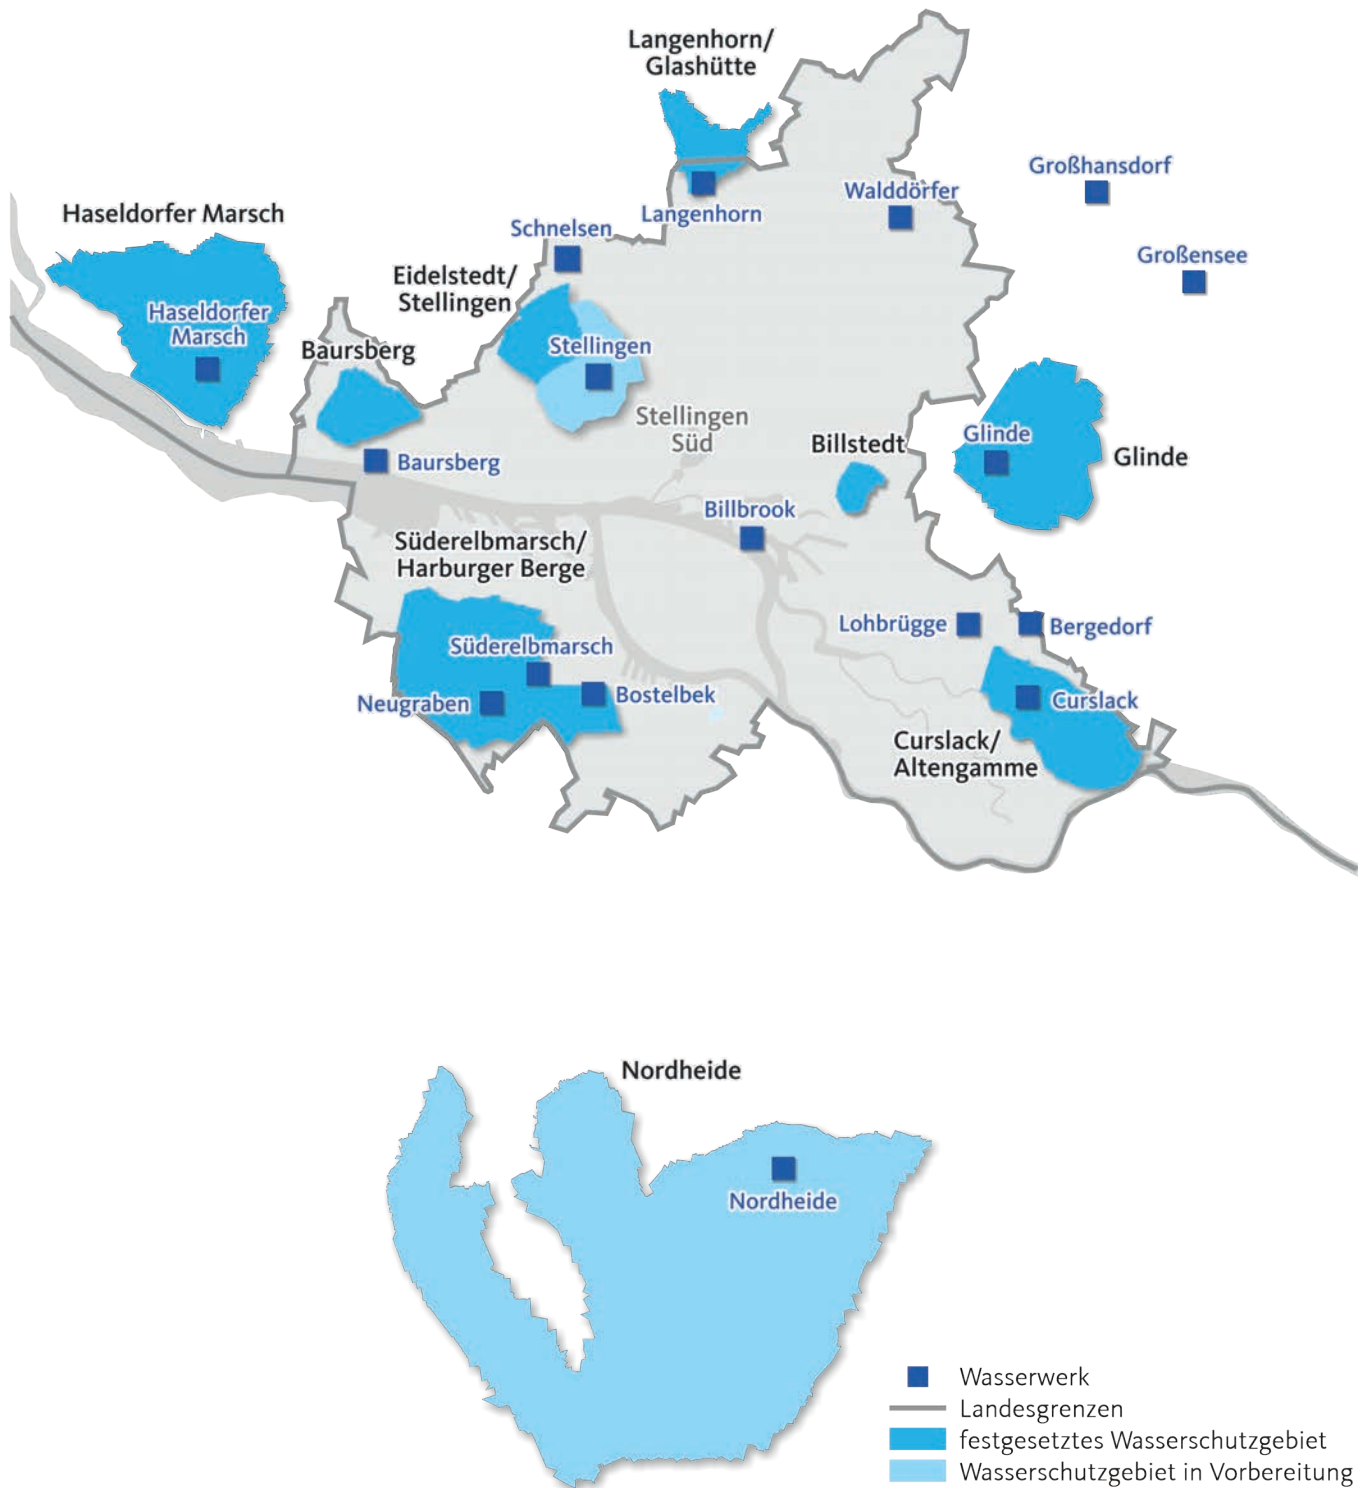 Langenhorn/
Glashütte
Großhansdorf
Walddörfer
Haseldorfer Marsch
Langenhorn
Schnelsen
Großensee
Eidelstedt/
Stellingen
Haseldorfer
Marsch
Stellingen
Baursberg
Stellingen
Süd
Glinde
Billstedt
Glinde
Baursberg
Billbrook
Süderelbmarsch/
Harburger Berge
Lohbrügge
Bergedorf
Süderelbmarsch
Bostelbek
Neugraben
Curslack
Curslack/
Altengamme
Nordheide
Nordheide
Wasserwerk
Landesgrenzen
festgesetztes Wasserschutzgebiet
Wasserschutzgebiet in Vorbereitung